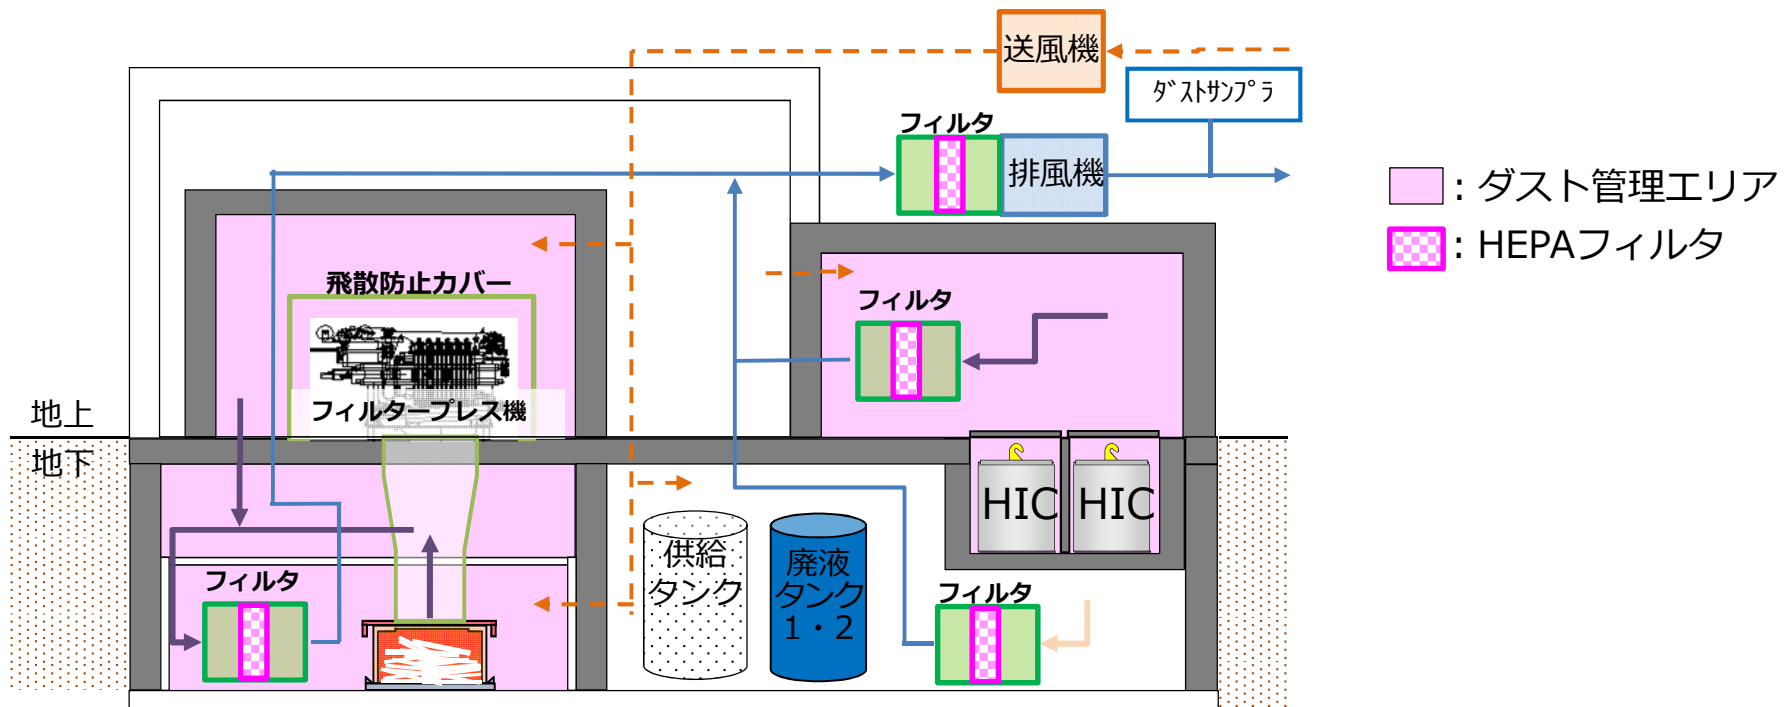 送風機
ダストサンプラ
フィルタ
排風機
: ダスト管理エリア
: HEPAフィルタ
飛散防止カバー
フィルタ
フィルタープレス機
地上
地下
HIC
HIC
供給
タンク
廃液
タンク
1・2
フィルタ
フィルタ